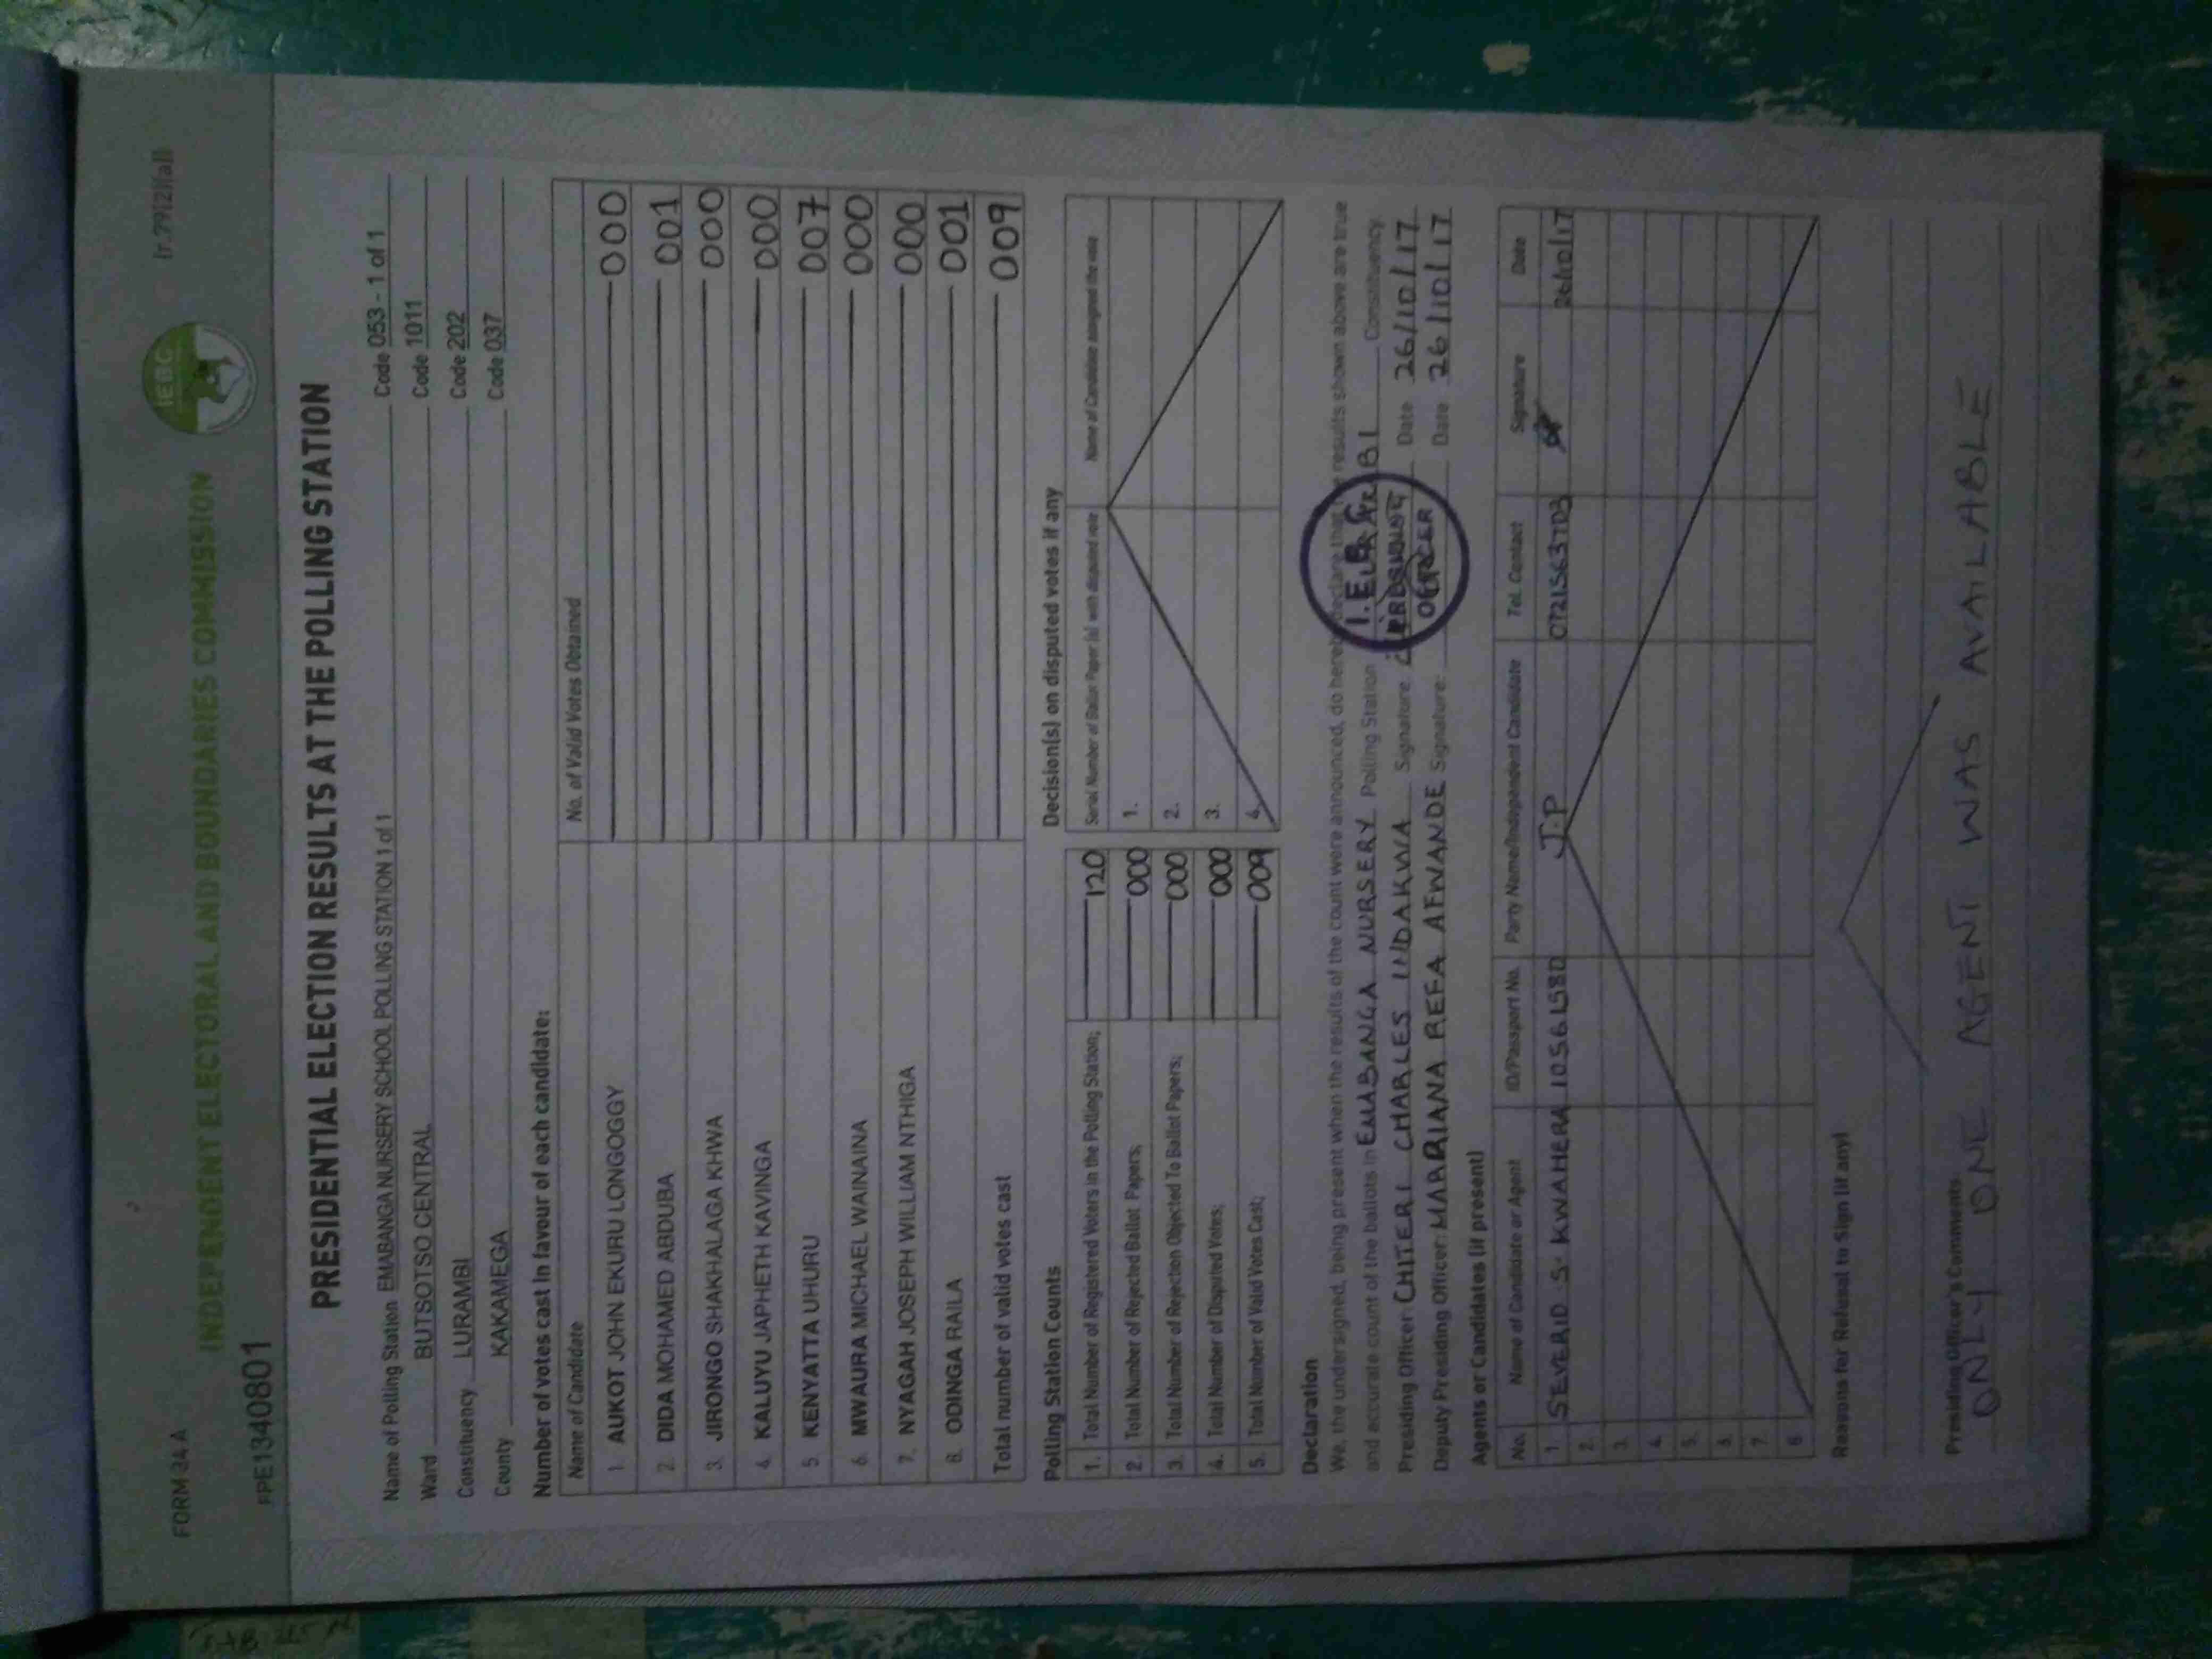 FORM 34 A
(r.79(2)(a))
IEBC
INDEPENDENT ELECTORAL AND BOUNDARIES COMMISSION
PPE1340801
PRESIDENTIAL ELECTION RESULTS AT THE POLLING STATION
Name of Polling Station EMABANGA NURSERY SCHOOL POLLING STATION 1 of 1 Code 053 - 1 of 1
Ward BUTSOTSO CENTRAL Code 1011
Constituency LURAMBI Code 202
County KAKAMEGA Code 037
Number of votes cast in favour of each candidate:
Name of Candidate No. of Valid Votes Obtained
1. AUKOT JOHN EKURU LONGOGGY 000
2. DIDA MOHAMED ABDUBA 001
3. JIRONGO SHAKHALAGA KHWA 000
4. KALUYU JAPHETH KAVINGA 000
5 KENYATTA UHURU 007
6. MWAURA MICHAEL WAINAINA 000
7. NYAGAH JOSEPH WILLIAM NTHIGA 000
8. ODINGA RAILA 001
Total number of valid votes cast 009
Polling Station Counts
1. Total Number of Registered Voters in the Polling Station; 120
2. Total Number of Rejected Ballot Papers; 000
3. Total Number of Rejection Objected To Ballot Papers; 000
4. Total Number of Disputed Votes; 000
5. Total Number of Valid Votes Cast; 009
Decision(s) on disputed votes if any
Serial Number of Ballot Paper (s) with disputed vote Name of Candidate assigned the vote
1.
2.
3.
4.
Declaration
We, the undersigned, being present when the results of the count were announced, do hereby declare that the results shown above are true
and accurate count of the ballots in EMABANGA NURSERY Polling Station LURAMBI Constituency.
Presiding Officer: CHITERI CHARLES INDAKWA Signature: Date 26/10/17
Deputy Presiding Officer: MARRIANA REFA AFWANDE Signature: Date 26/10/17
I.E.B.C
PRESIDING
OFFICER
Agents or Candidates (if present)
No. Name of Candidate or Agent ID/Passport No. Party Name/Independent Candidate Tel. Contact Signature Date
1. SEVERID S. KWAHERA J.P 26/10/17
2.
3.
4.
5.
6.
7.
8.
Reasons for Refusal to Sign (if any)
Presiding Officer's Comments
ONLY ONE AGENT WAS AVAILABLE